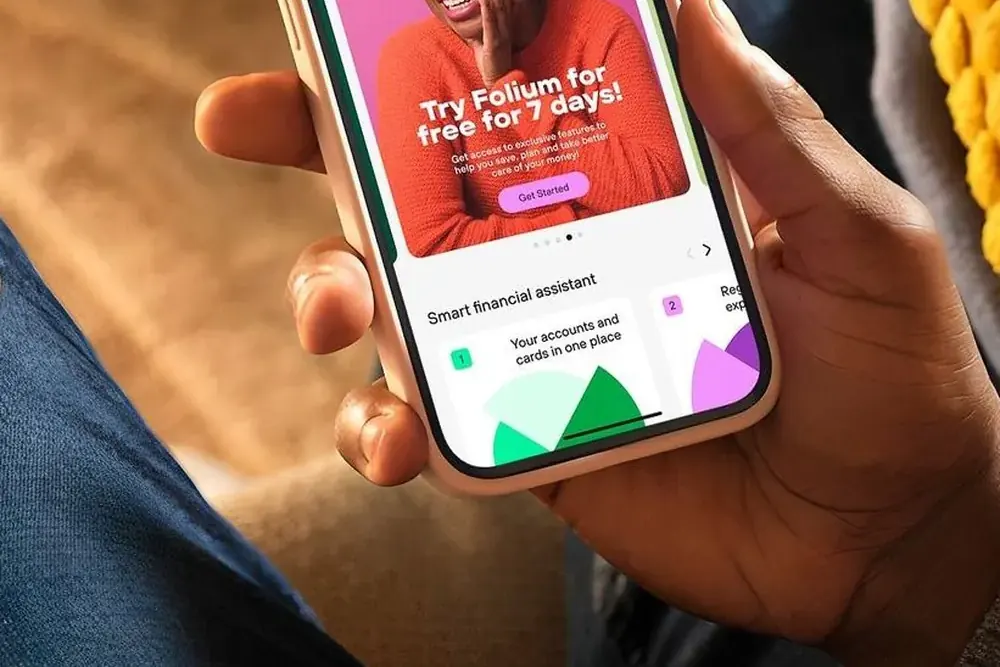 Try Folium for
free for 7 days!
Get access to exclusive features to
help you save, plan and take better
care of your money!
Get Started
Smart financial assistant
1
Your accounts and
cards in one place
2